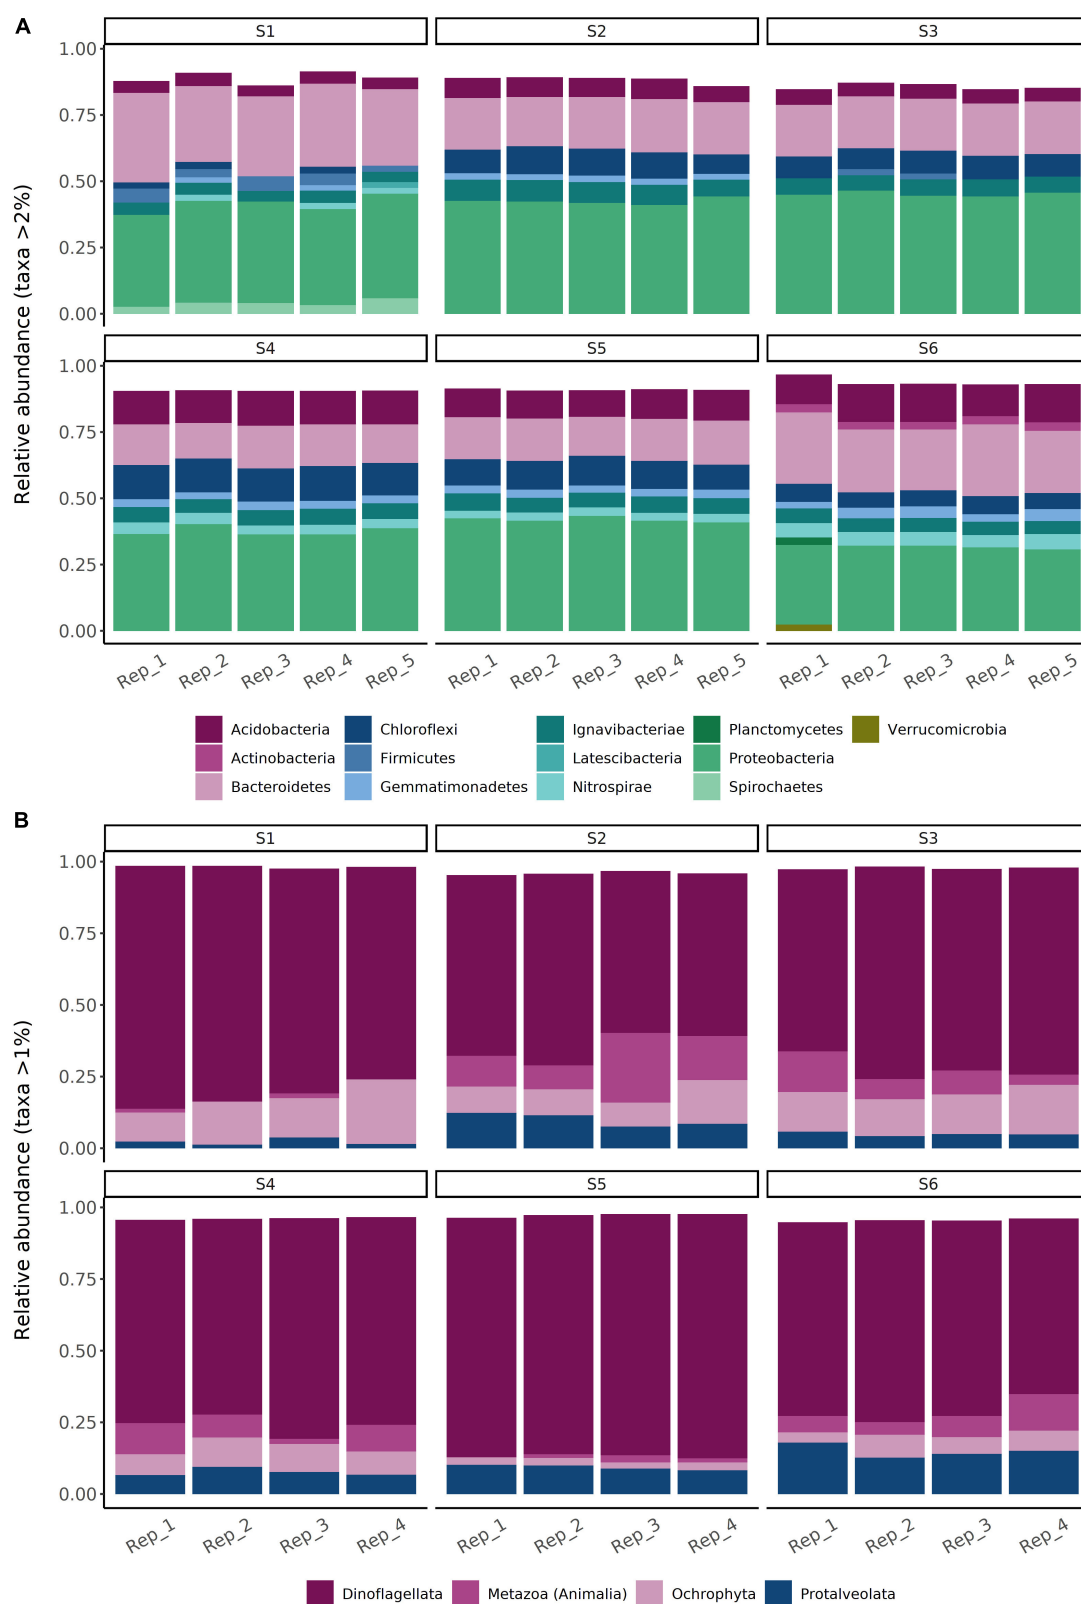 A
S1 S2 S3
1.00
0.75
0.50
0.25
0.00
Relative abundance (taxa >2%)
S4 S5 S6
1.00
0.75
0.50
0.25
0.00
Rep_1 Rep_2 Rep_3 Rep_4 Rep_5 Rep_1 Rep_2 Rep_3 Rep_4 Rep_5 Rep_1 Rep_2 Rep_3 Rep_4 Rep_5
Acidobacteria Chloroflexi Ignavibacteriae Planctomycetes Verrucomicrobia
Actinobacteria Firmicutes Latescibacteria Proteobacteria
Bacteroidetes Gemmatimonadetes Nitrospirae Spirochaetes
B
S1 S2 S3
1.00
0.75
0.50
0.25
0.00
Relative abundance (taxa >1%)
S4 S5 S6
1.00
0.75
0.50
0.25
0.00
Rep_1 Rep_2 Rep_3 Rep_4 Rep_1 Rep_2 Rep_3 Rep_4 Rep_1 Rep_2 Rep_3 Rep_4
Dinoflagellata Metazoa (Animalia) Ochrophyta Protalveolata